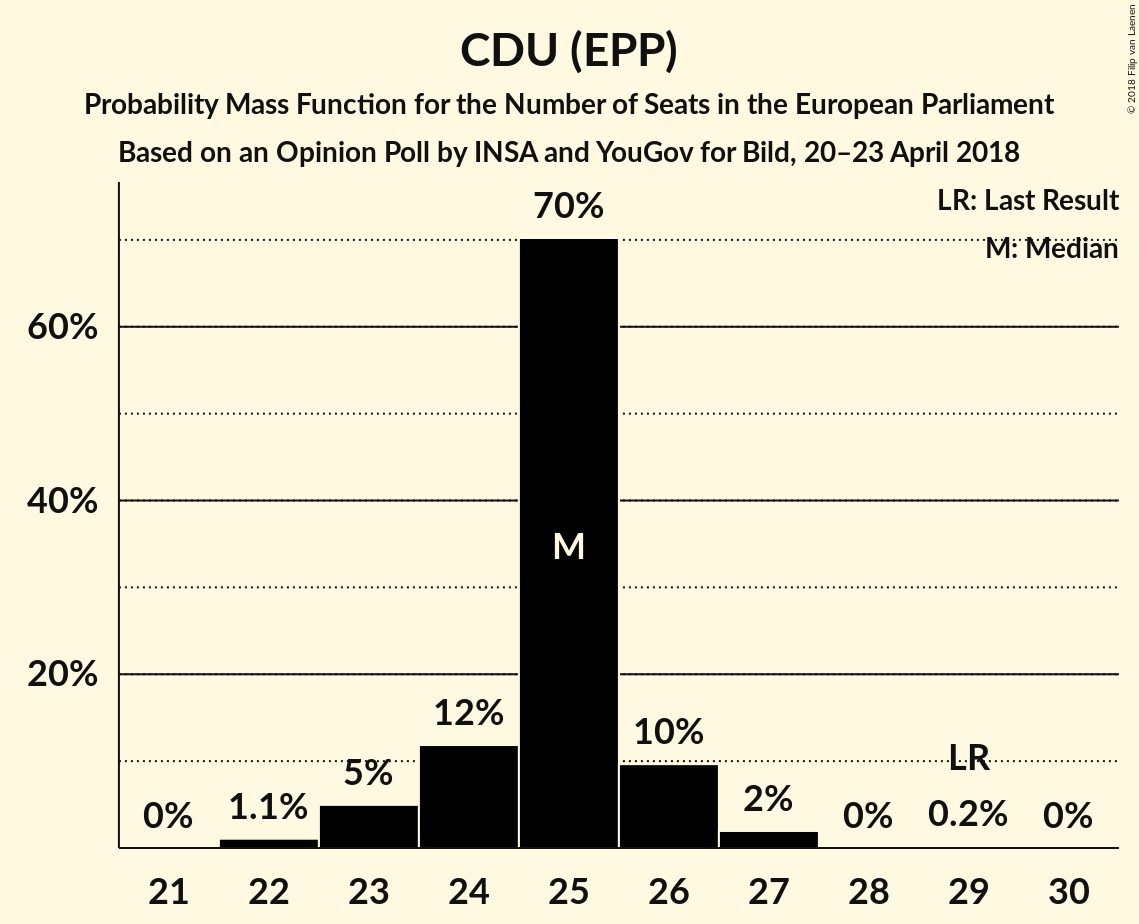 CDU (EPP)
Probability Mass Function for the Number of Seats in the European Parliament
Based on an Opinion Poll by INSA and YouGov for Bild, 20–23 April 2018
© 2018 Filip van Laenen
LR: Last Result
M: Median
70%
60%
40%
M
20%
12%
10%
5%
LR
2%
1.1%
0%
0%
0.2%
0%
21 22 23 24 25 26 27 28 29 30